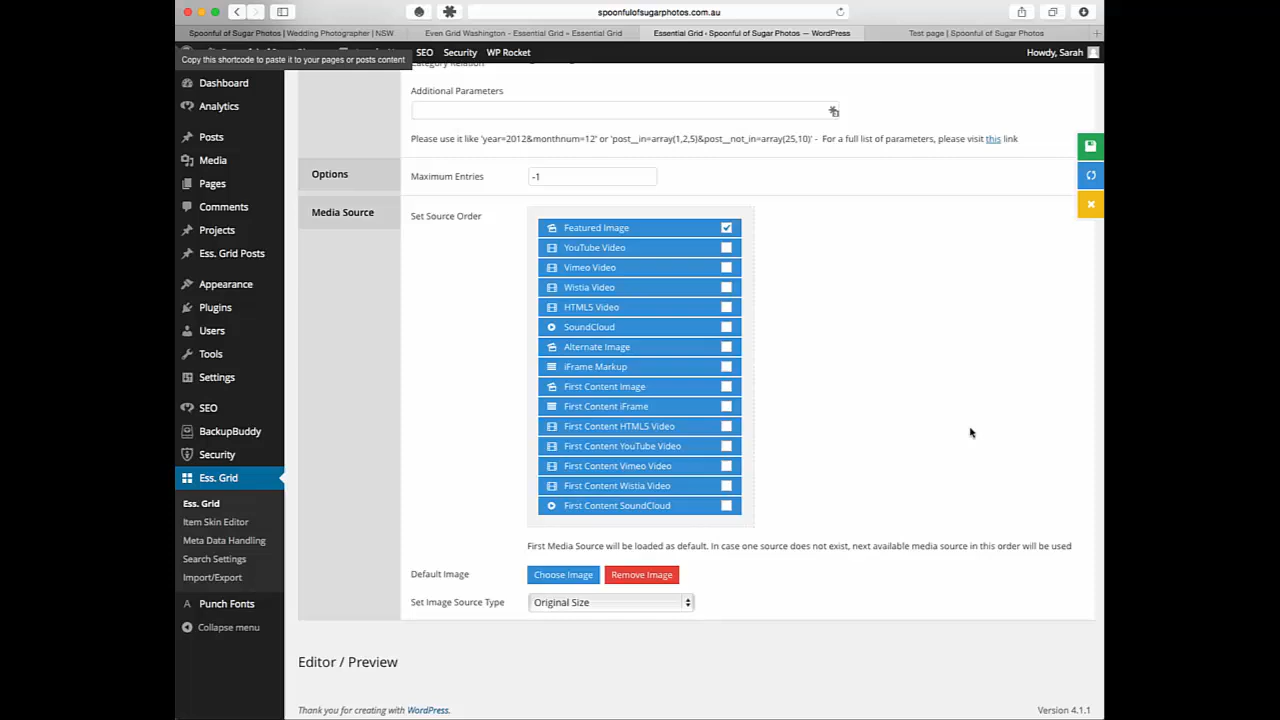 spoonfulofsugarphotos.com.au
Spoonful of Sugar Photos | Wedding Photographer | NSW
Even Grid Washington - Essential Grid » Essential Grid
Essential Grid ‹ Spoonful of Sugar Photos — WordPress
Test page | Spoonful of Sugar Photos
SEO
Security
WP Rocket
Howdy, Sarah
Copy this shortcode to paste it to your pages or posts content
Dashboard
Analytics
Posts
Media
Pages
Comments
Projects
Ess. Grid Posts
Appearance
Plugins
Users
Tools
Settings
SEO
BackupBuddy
Security
Ess. Grid
Ess. Grid
Item Skin Editor
Meta Data Handling
Search Settings
Import/Export
Punch Fonts
Collapse menu
Category Relation
Additional Parameters
Please use it like 'year=2012&monthnum=12' or 'post__in=array(1,2,5)&post__not_in=array(25,10)' - For a full list of parameters, please visit this link
Options
Maximum Entries
-1
Media Source
Set Source Order
Featured Image
YouTube Video
Vimeo Video
Wistia Video
HTML5 Video
SoundCloud
Alternate Image
iFrame Markup
First Content Image
First Content iFrame
First Content HTML5 Video
First Content YouTube Video
First Content Vimeo Video
First Content Wistia Video
First Content SoundCloud
First Media Source will be loaded as default. In case one source does not exist, next available media source in this order will be used
Default Image
Choose Image
Remove Image
Set Image Source Type
Original Size
Editor / Preview
Thank you for creating with WordPress.
Version 4.1.1